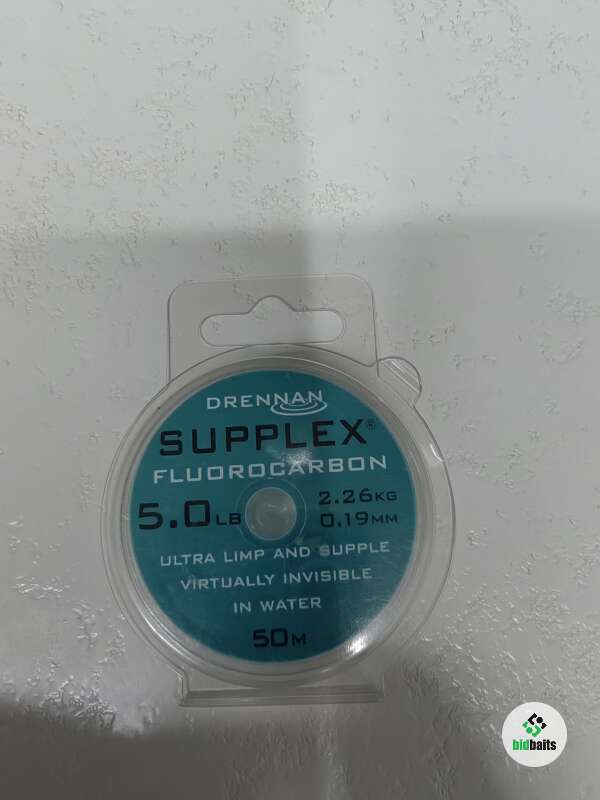 DRENNAN
SUPPLEX®
FLUOROCARBON
5.0LB
2.26KG
0.19MM
ULTRA LIMP AND SUPPLE
VIRTUALLY INVISIBLE
IN WATER
50M
bidbaits